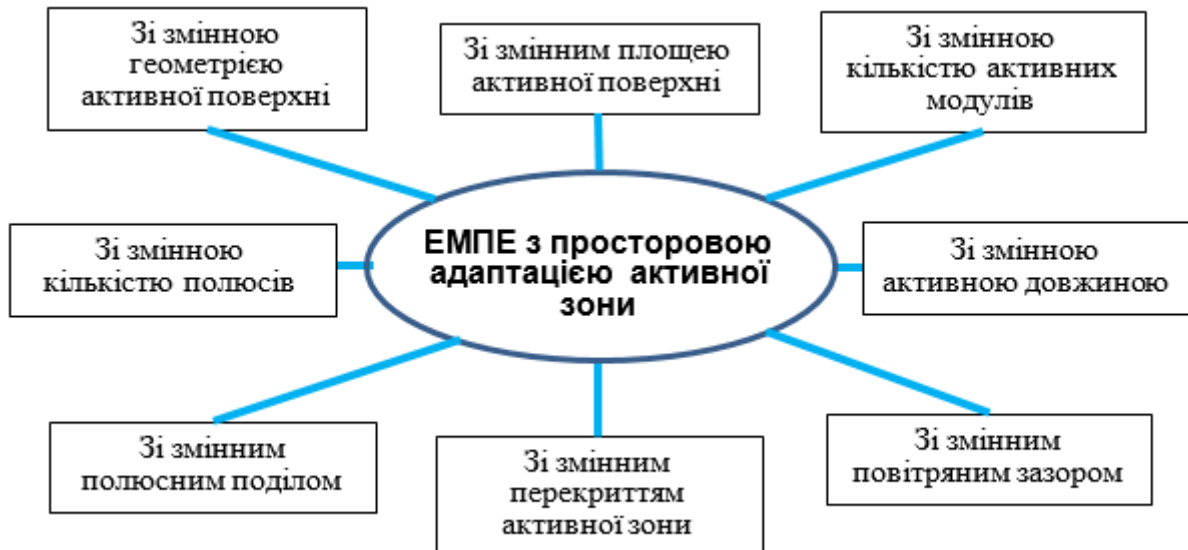 Зі змінною
геометрією
активної поверхні
Зі змінним площею
активної поверхні
Зі змінною
кількістю активних
модулів
Зі змінною
кількістю полюсів
ЕМПЕ з просторовою
адаптацією активної
зони
Зі змінною
активною довжиною
Зі змінним
полюсним поділом
Зі змінним
перекриттям
активної зони
Зі змінним
повітряним зазором